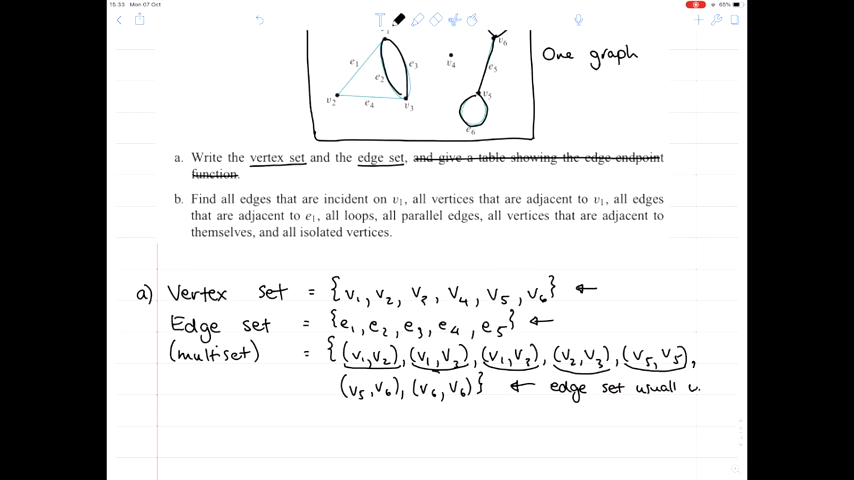 15.33 Mon 07 Oct
65%
v6
One graph
e1
e3
v4
e2
e5
v5
v2
e4
v3
e6
a. Write the vertex set and the edge set, and give a table showing the edge endpoint
function.
b. Find all edges that are incident on v1, all vertices that are adjacent to v1, all edges
that are adjacent to e1, all loops, all parallel edges, all vertices that are adjacent to
themselves, and all isolated vertices.
a) Vertex set = {v1, v2, v3, v4, v5, v6} ←
Edge set = {e1, e2, e3, e4, e5} ←
(multiset) = {(v1,v2), (v1,v3), (v1,v3), (v2,v3), (v5,v5),
(v5,v6), (v6,v6)} ← edge set usuall